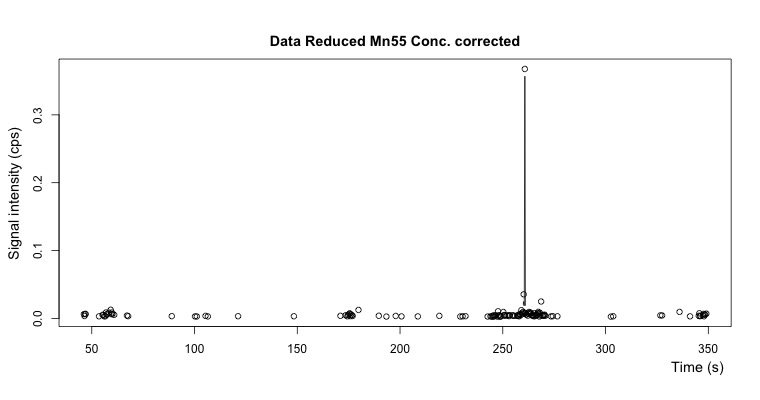 Data Reduced Mn55 Conc. corrected
Signal intensity (cps)
0.3
0.2
0.1
0.0
50 100 150 200 250 300 350
Time (s)